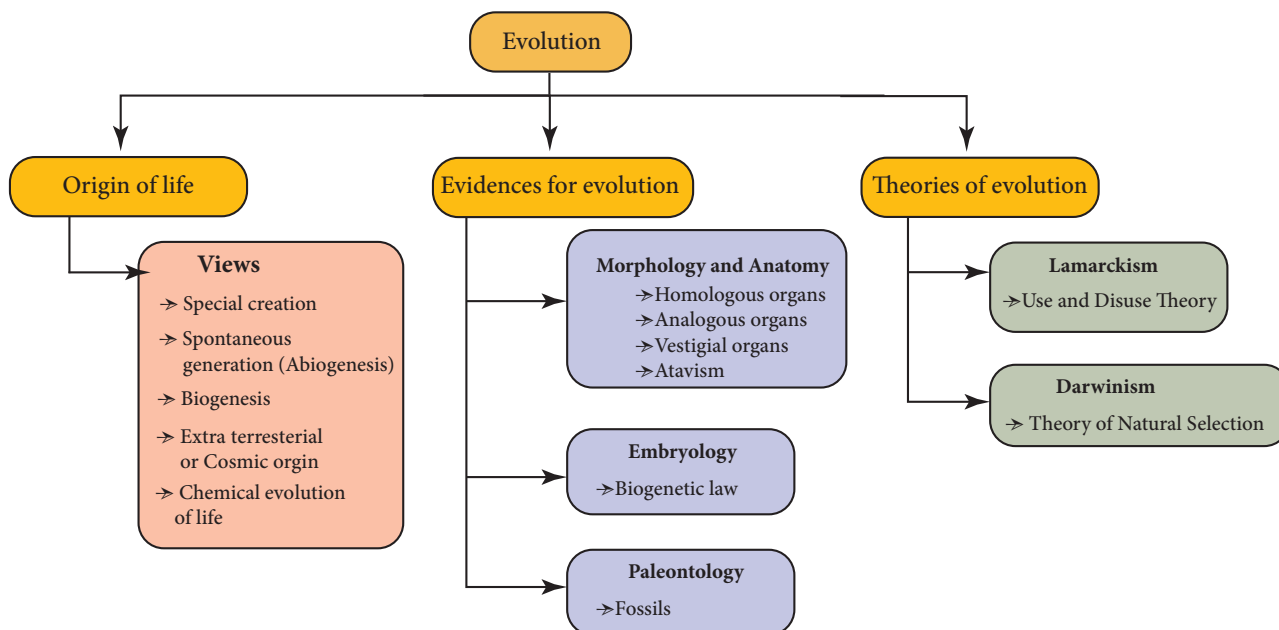 Evolution
Origin of life
Evidences for evolution
Theories of evolution
Views
→ Special creation
→ Spontaneous
generation (Abiogenesis)
→ Biogenesis
→ Extra terresterial
or Cosmic orgin
→ Chemical evolution
of life
Morphology and Anatomy
→Homologous organs
→Analogous organs
→Vestigial organs
→Atavism
Embryology
→Biogenetic law
Paleontology
→Fossils
Lamarckism
→Use and Disuse Theory
Darwinism
→ Theory of Natural Selection